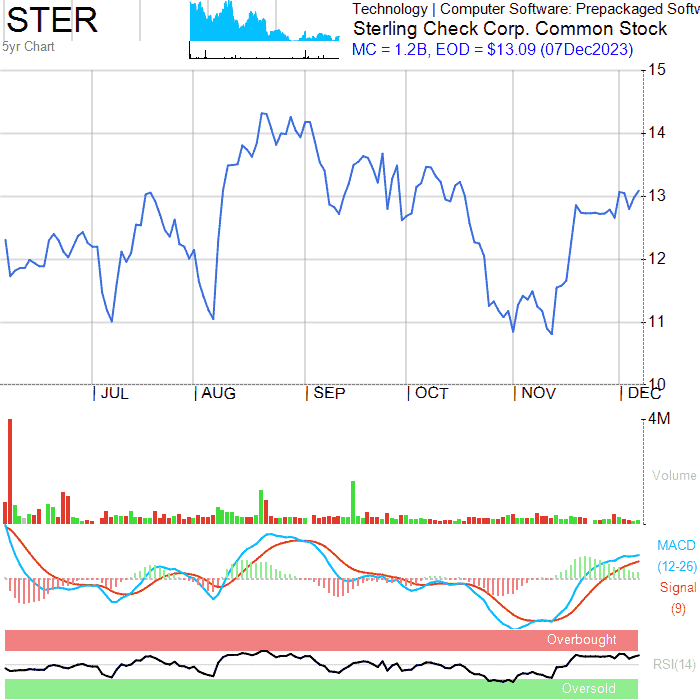 STER
5yr Chart
Technology | Computer Software: Prepackaged Softw
Sterling Check Corp. Common Stock
MC = 1.2B, EOD = $13.09 (07Dec2023)
15
14
13
12
11
10
JUL
AUG
SEP
OCT
NOV
DEC
4M
Volume
MACD
(12-26)
Signal
(9)
Overbought
RSI(14)
Oversold